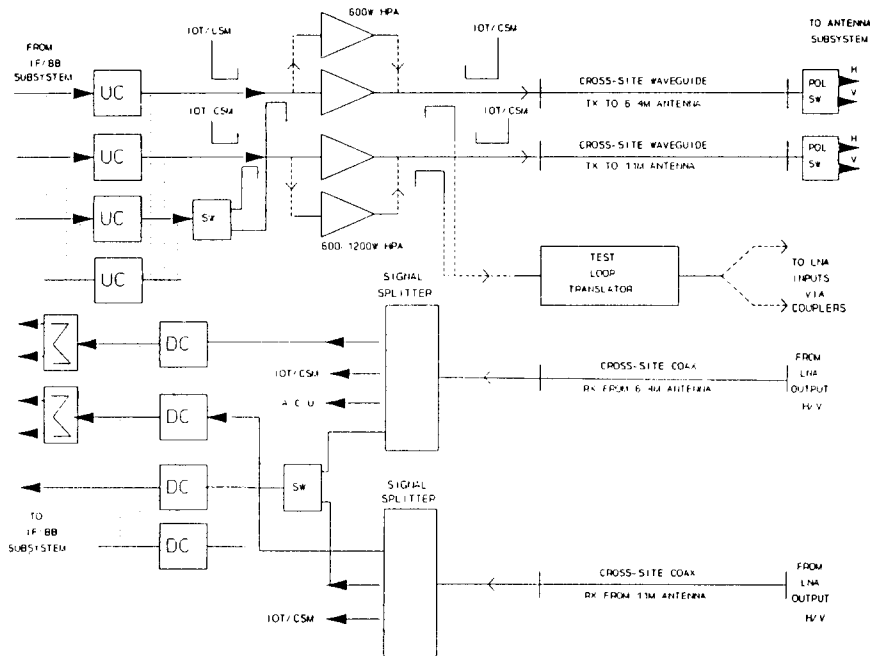 FROM
IF/BB
SUBSYSTEM
IOT/CSM
600W HPA
IOT/CSM
TO ANTENNA
SUBSYSTEM
UC
CROSS-SITE WAVEGUIDE
TX TO 6.4M ANTENNA
POL
SW
H
V
IOT CSM
IOT/CSM
UC
CROSS-SITE WAVEGUIDE
TX TO 11M ANTENNA
POL
SW
H
V
UC
SW
600-1200W HPA
UC
TEST
LOOP
TRANSLATOR
TO LNA
INPUTS
VIA
COUPLERS
SIGNAL
SPLITTER
Σ
DC
IOT/CSM
A C U
CROSS-SITE COAX
RX FROM 6.4M ANTENNA
FROM
LNA
OUTPUT
H/V
Σ
DC
DC
SW
SIGNAL
SPLITTER
TO
IF/BB
SUBSYSTEM
DC
IOT/CSM
CROSS-SITE COAX
RX FROM 11M ANTENNA
FROM
LNA
OUTPUT
H/V